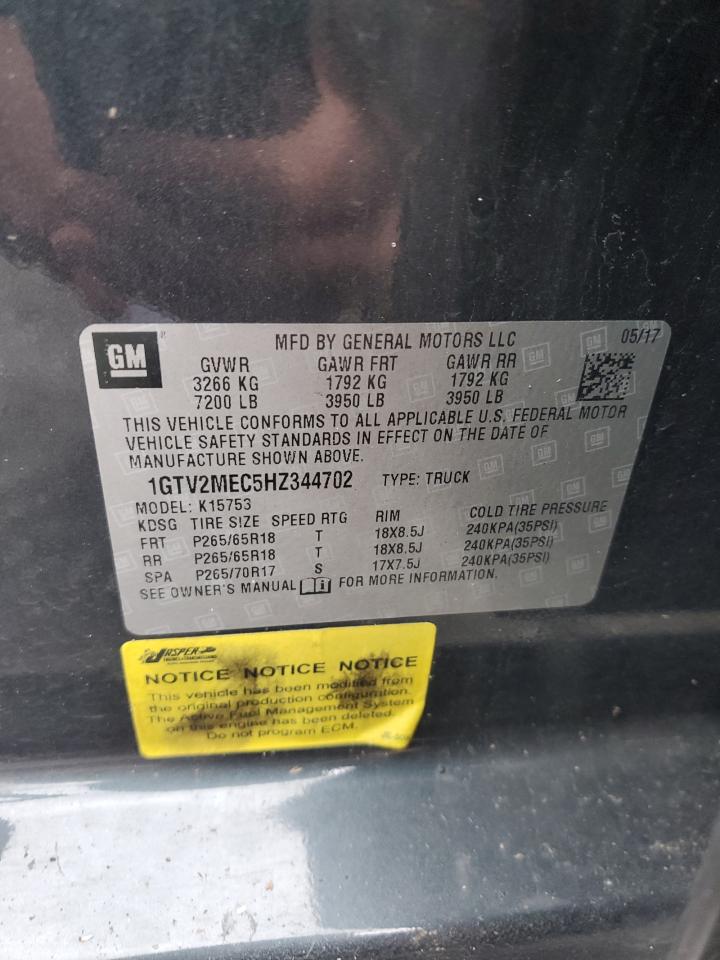 GM
MFD BY GENERAL MOTORS LLC 05/17
GVWR GAWR FRT GAWR RR
3266 KG 1792 KG 1792 KG
7200 LB 3950 LB 3950 LB
THIS VEHICLE CONFORMS TO ALL APPLICABLE U.S. FEDERAL MOTOR
VEHICLE SAFETY STANDARDS IN EFFECT ON THE DATE OF
MANUFACTURE SHOWN ABOVE.
1GTV2MEC5HZ344702 TYPE: TRUCK
MODEL: K15753
KDSG TIRE SIZE SPEED RTG RIM COLD TIRE PRESSURE
FRT P265/65R18 T 18X8.5J 240KPA(35PSI)
RR P265/65R18 T 18X8.5J 240KPA(35PSI)
SPA P265/70R17 S 17X7.5J 240KPA(35PSI)
SEE OWNER'S MANUAL FOR MORE INFORMATION.
JASPER
ENGINES & TRANSMISSIONS
NOTICE NOTICE NOTICE
This vehicle has been modified from
the original production configuration.
The Active Fuel Management System
on this engine has been deleted.
Do not program ECM.